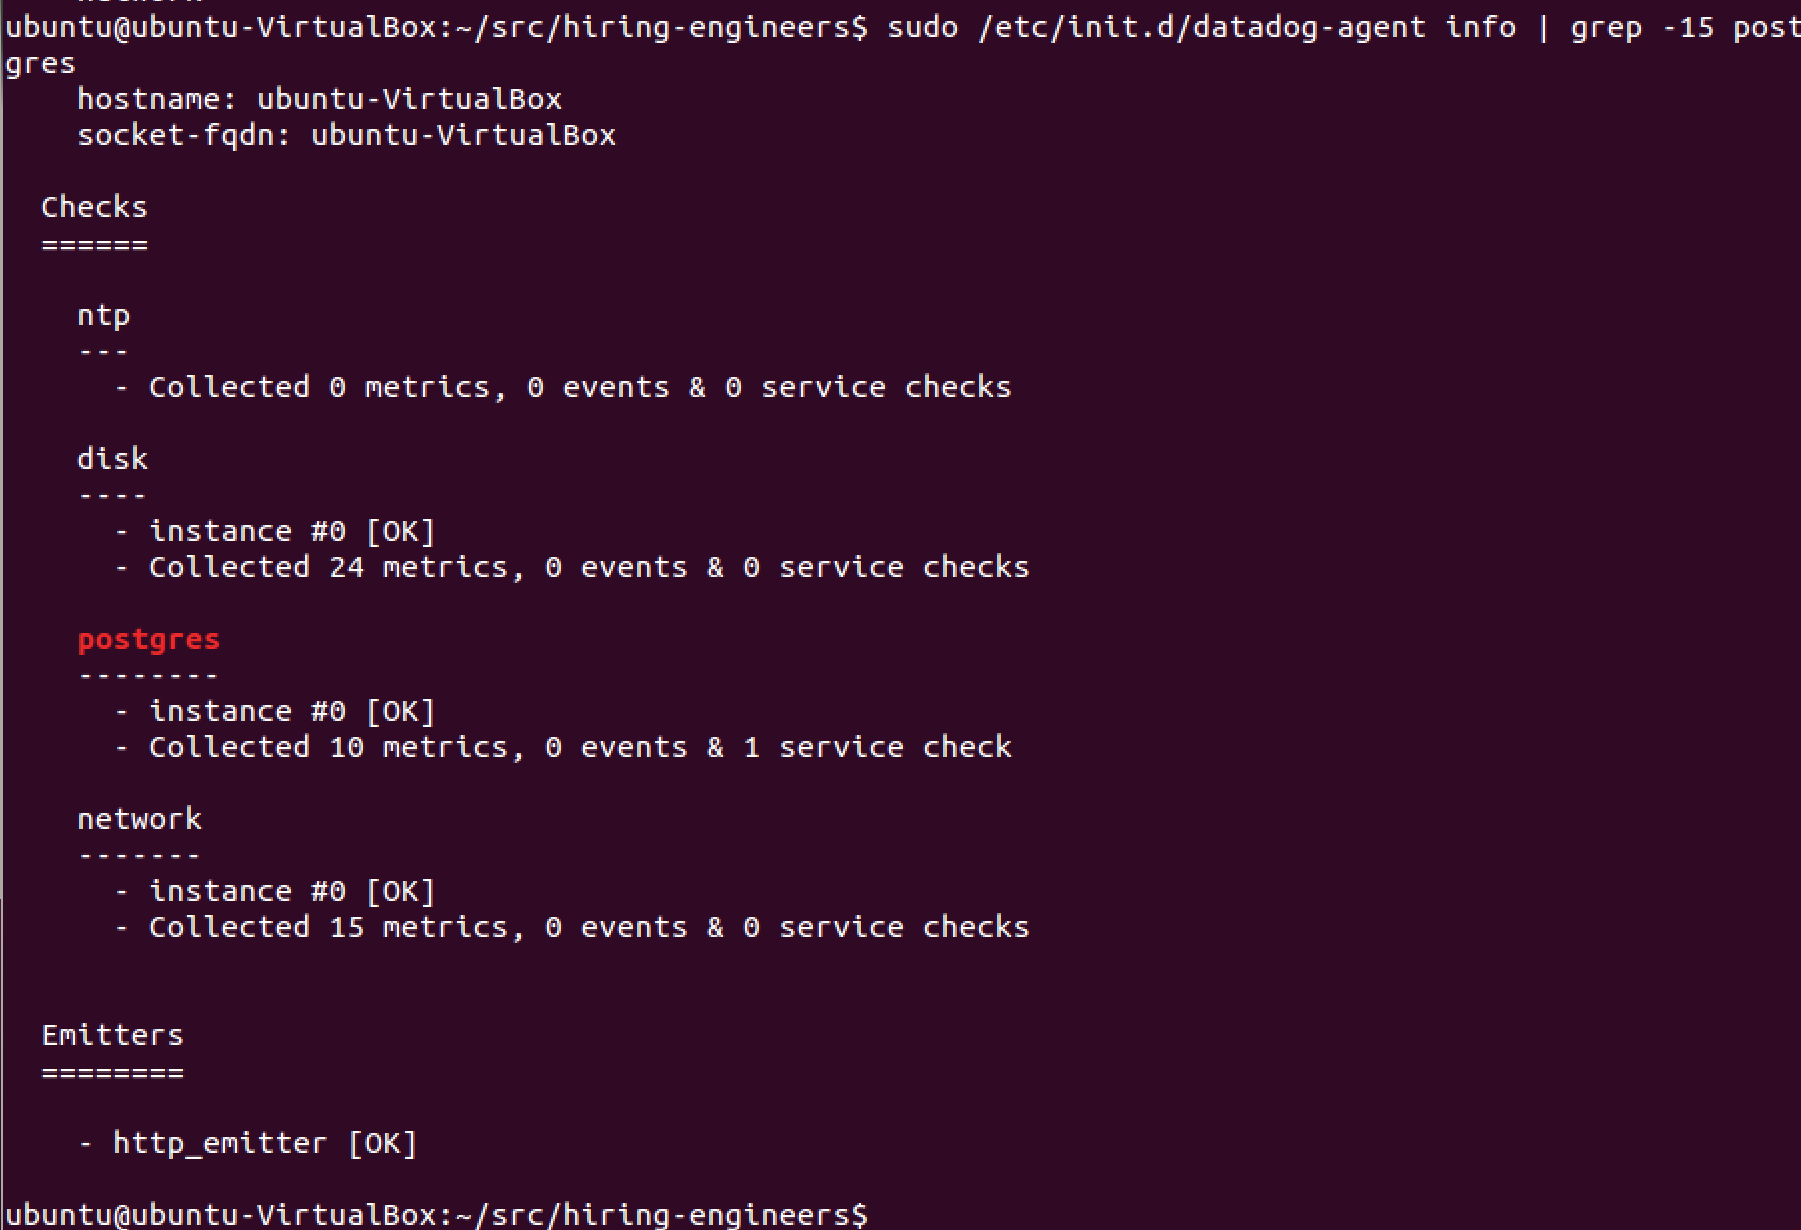 ubuntu@ubuntu-VirtualBox:~/src/hiring-engineers$ sudo /etc/init.d/datadog-agent info | grep -15 post
gres
hostname: ubuntu-VirtualBox
socket-fqdn: ubuntu-VirtualBox
Checks
======
ntp
---
- Collected 0 metrics, 0 events & 0 service checks
disk
----
- instance #0 [OK]
- Collected 24 metrics, 0 events & 0 service checks
postgres
--------
- instance #0 [OK]
- Collected 10 metrics, 0 events & 1 service check
network
-------
- instance #0 [OK]
- Collected 15 metrics, 0 events & 0 service checks
Emitters
========
- http_emitter [OK]
ubuntu@ubuntu-VirtualBox:~/src/hiring-engineers$